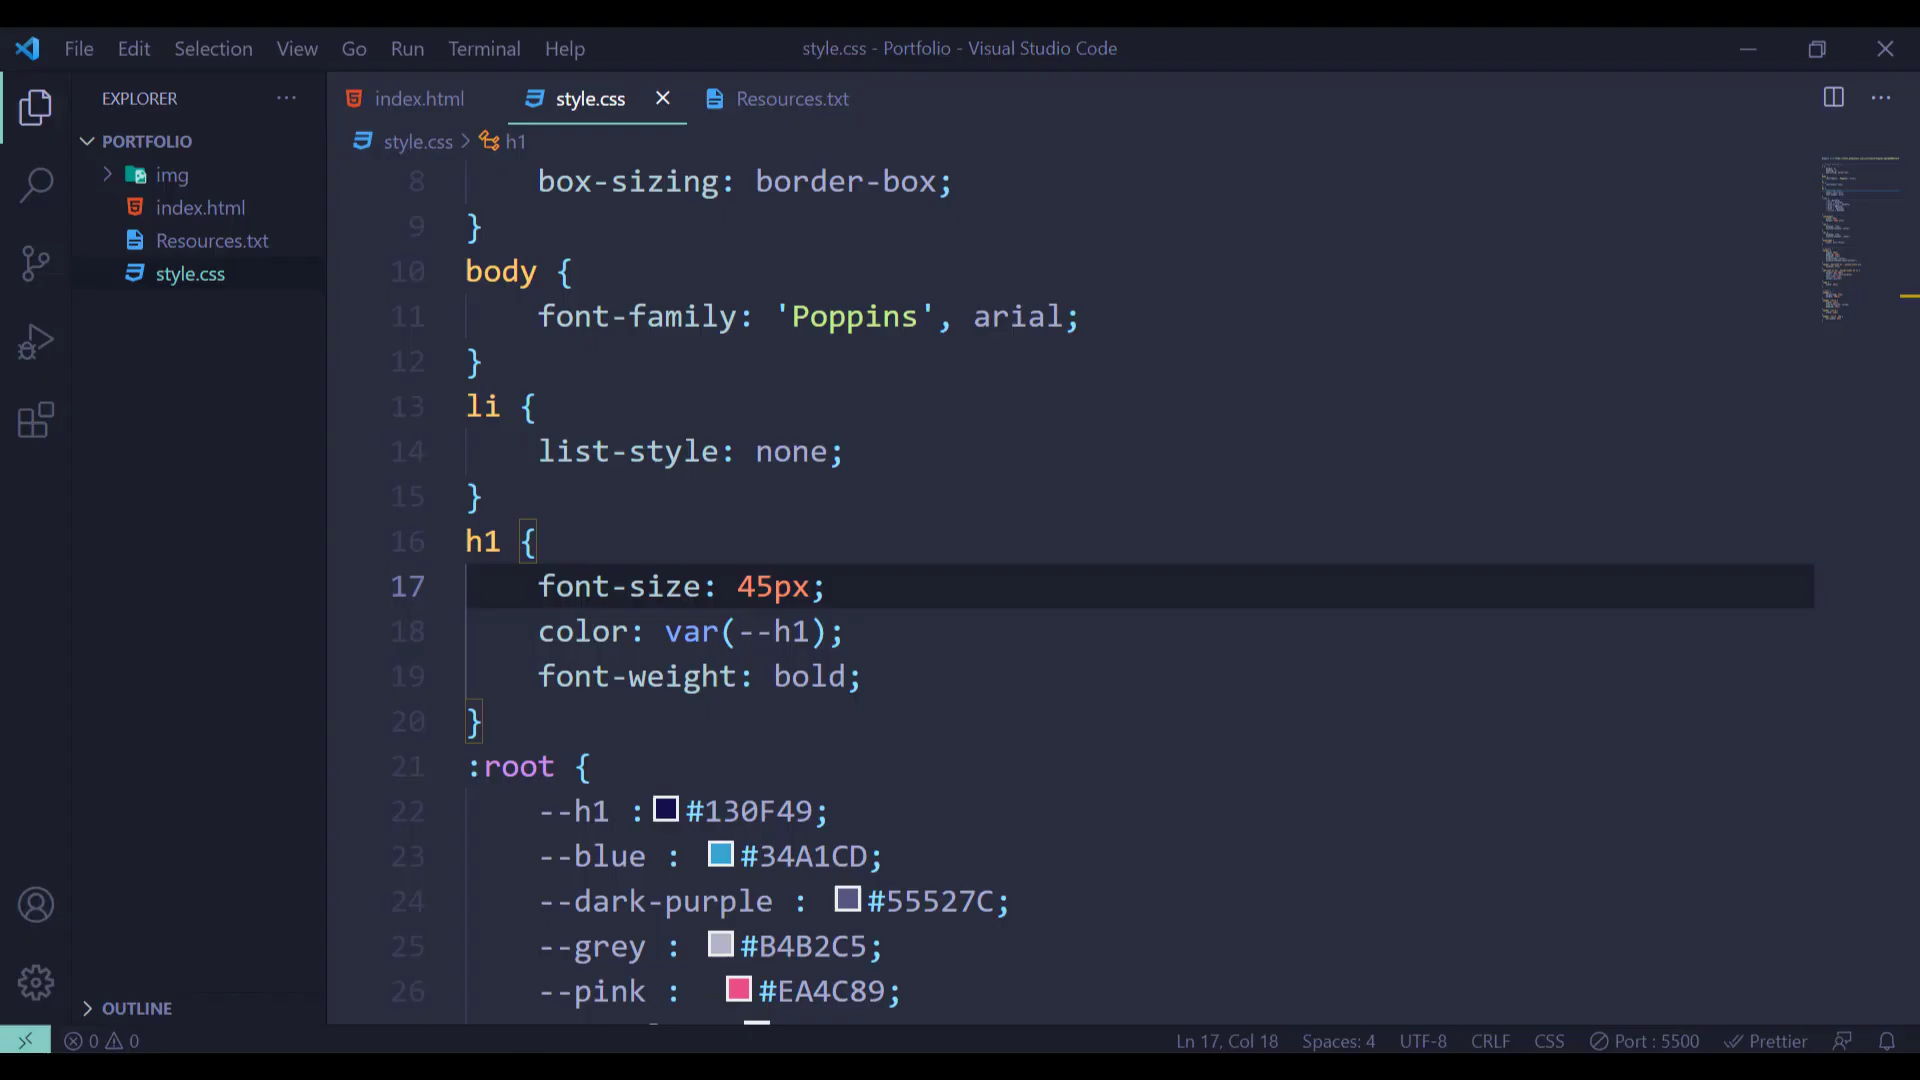 File Edit Selection View Go Run Terminal Help
style.css - Portfolio - Visual Studio Code
EXPLORER
PORTFOLIO
img
index.html
Resources.txt
style.css
OUTLINE
index.html style.css Resources.txt
style.css > h1
8 box-sizing: border-box;
9 }
10 body {
11 font-family: 'Poppins', arial;
12 }
13 li {
14 list-style: none;
15 }
16 h1 {
17 font-size: 45px;
18 color: var(--h1);
19 font-weight: bold;
20 }
21 :root {
22 --h1 : #130F49;
23 --blue : #34A1CD;
24 --dark-purple : #55527C;
25 --grey : #B4B2C5;
26 --pink : #EA4C89;
0 0
Ln 17, Col 18 Spaces: 4 UTF-8 CRLF CSS Port : 5500 Prettier